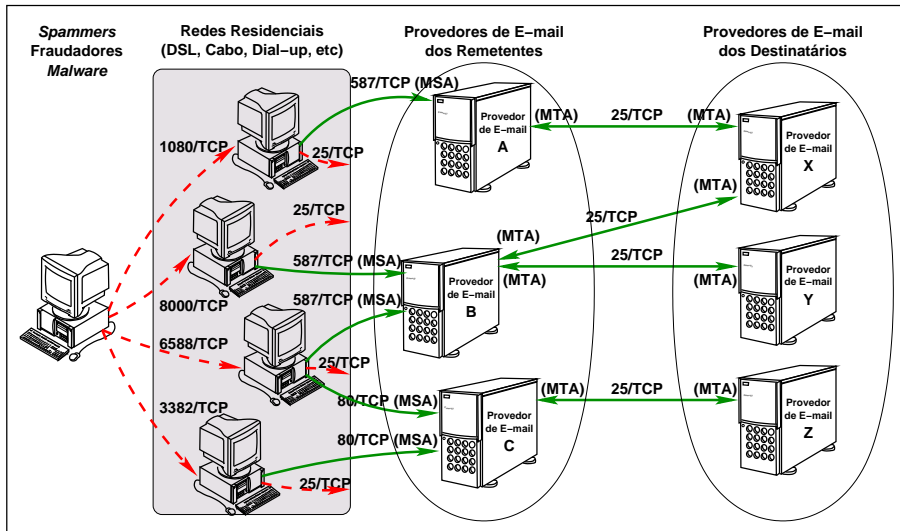 Spammers
Fraudadores
Malware
Redes Residenciais
(DSL, Cabo, Dial−up, etc)
Provedores de E−mail
dos Remetentes
Provedores de E−mail
dos Destinatários
587/TCP (MSA)
1080/TCP
25/TCP
Provedor
de E−mail
A
(MTA)
25/TCP
(MTA)
Provedor
de E−mail
X
25/TCP
(MTA)
25/TCP
(MTA)
587/TCP (MSA)
8000/TCP
Provedor
de E−mail
B
(MTA)
25/TCP
(MTA)
Provedor
de E−mail
Y
587/TCP (MSA)
6588/TCP
25/TCP
80/TCP (MSA)
3382/TCP
Provedor
de E−mail
C
(MTA)
25/TCP
(MTA)
Provedor
de E−mail
Z
80/TCP (MSA)
25/TCP